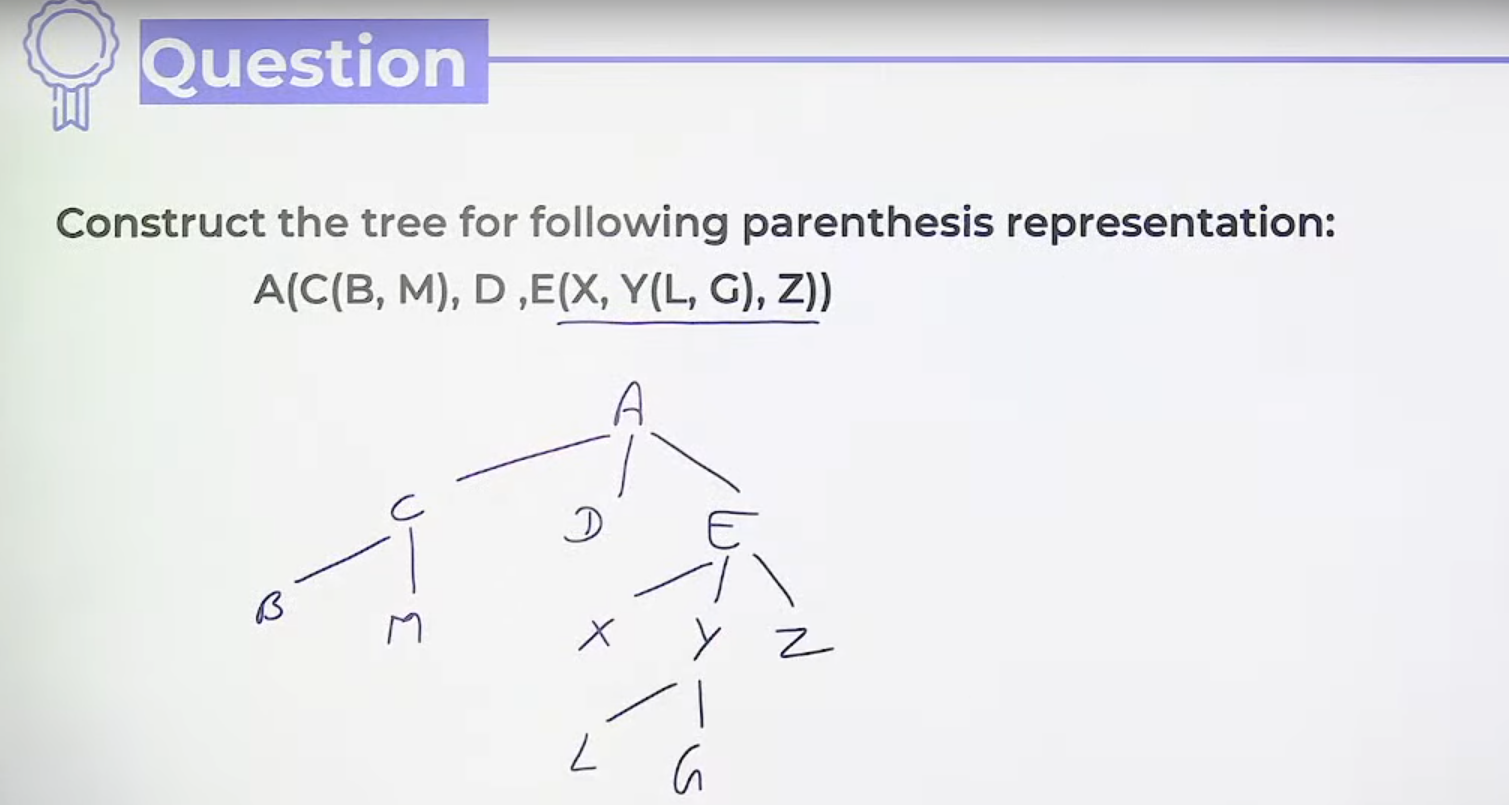 Question
Construct the tree for following parenthesis representation:
A(C(B, M), D ,E(X, Y(L, G), Z))
A
C D E
B M X Y Z
L G